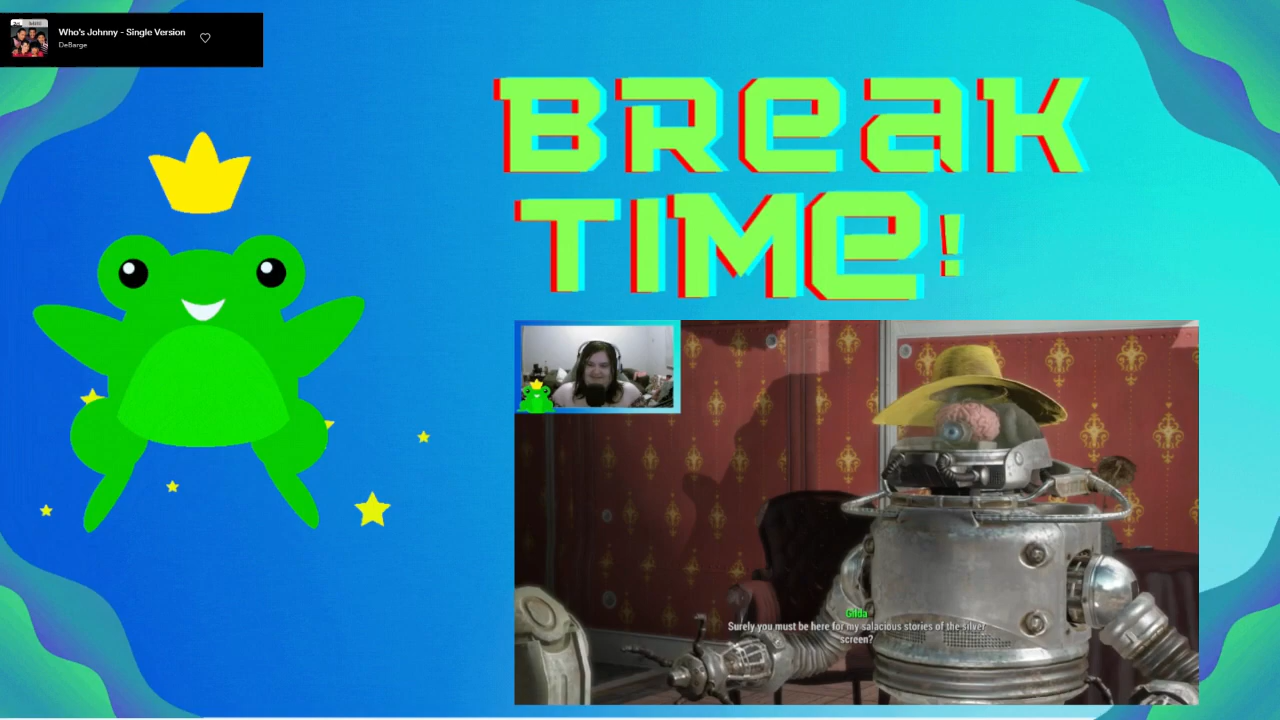 Who's Johnny - Single Version
DeBarge
BREAK
TIME!
Gilda
Surely you must be here for my salacious stories of the silver
screen?